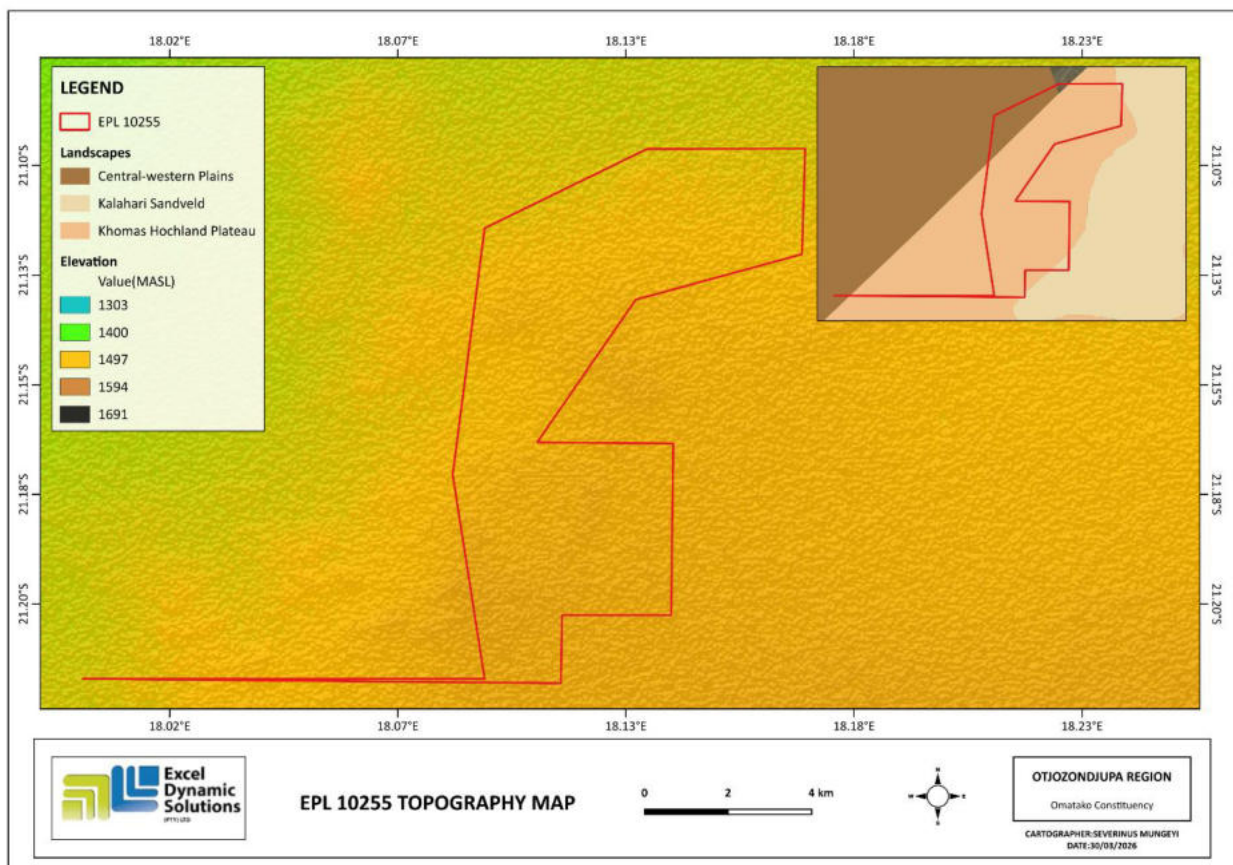 18.02°E 18.07°E 18.13°E 18.18°E 18.23°E
LEGEND
EPL 10255
Landscapes
Central-western Plains
Kalahari Sandveld
Khomas Hochland Plateau
Elevation
Value(MASL)
1303
1400
1497
1594
1691
21.10°S 21.10°S
21.13°S 21.13°S
21.15°S 21.15°S
21.18°S 21.18°S
21.20°S 21.20°S
18.02°E 18.07°E 18.13°E 18.18°E 18.23°E
Excel
Dynamic
Solutions
(PTY) LTD
EPL 10255 TOPOGRAPHY MAP
0 2 4 km
N
W E
S
OTJOZONDJUPA REGION
Omatako Constituency
CARTOGRAPHER:SEVERINUS MUNGEYI
DATE:30/03/2026